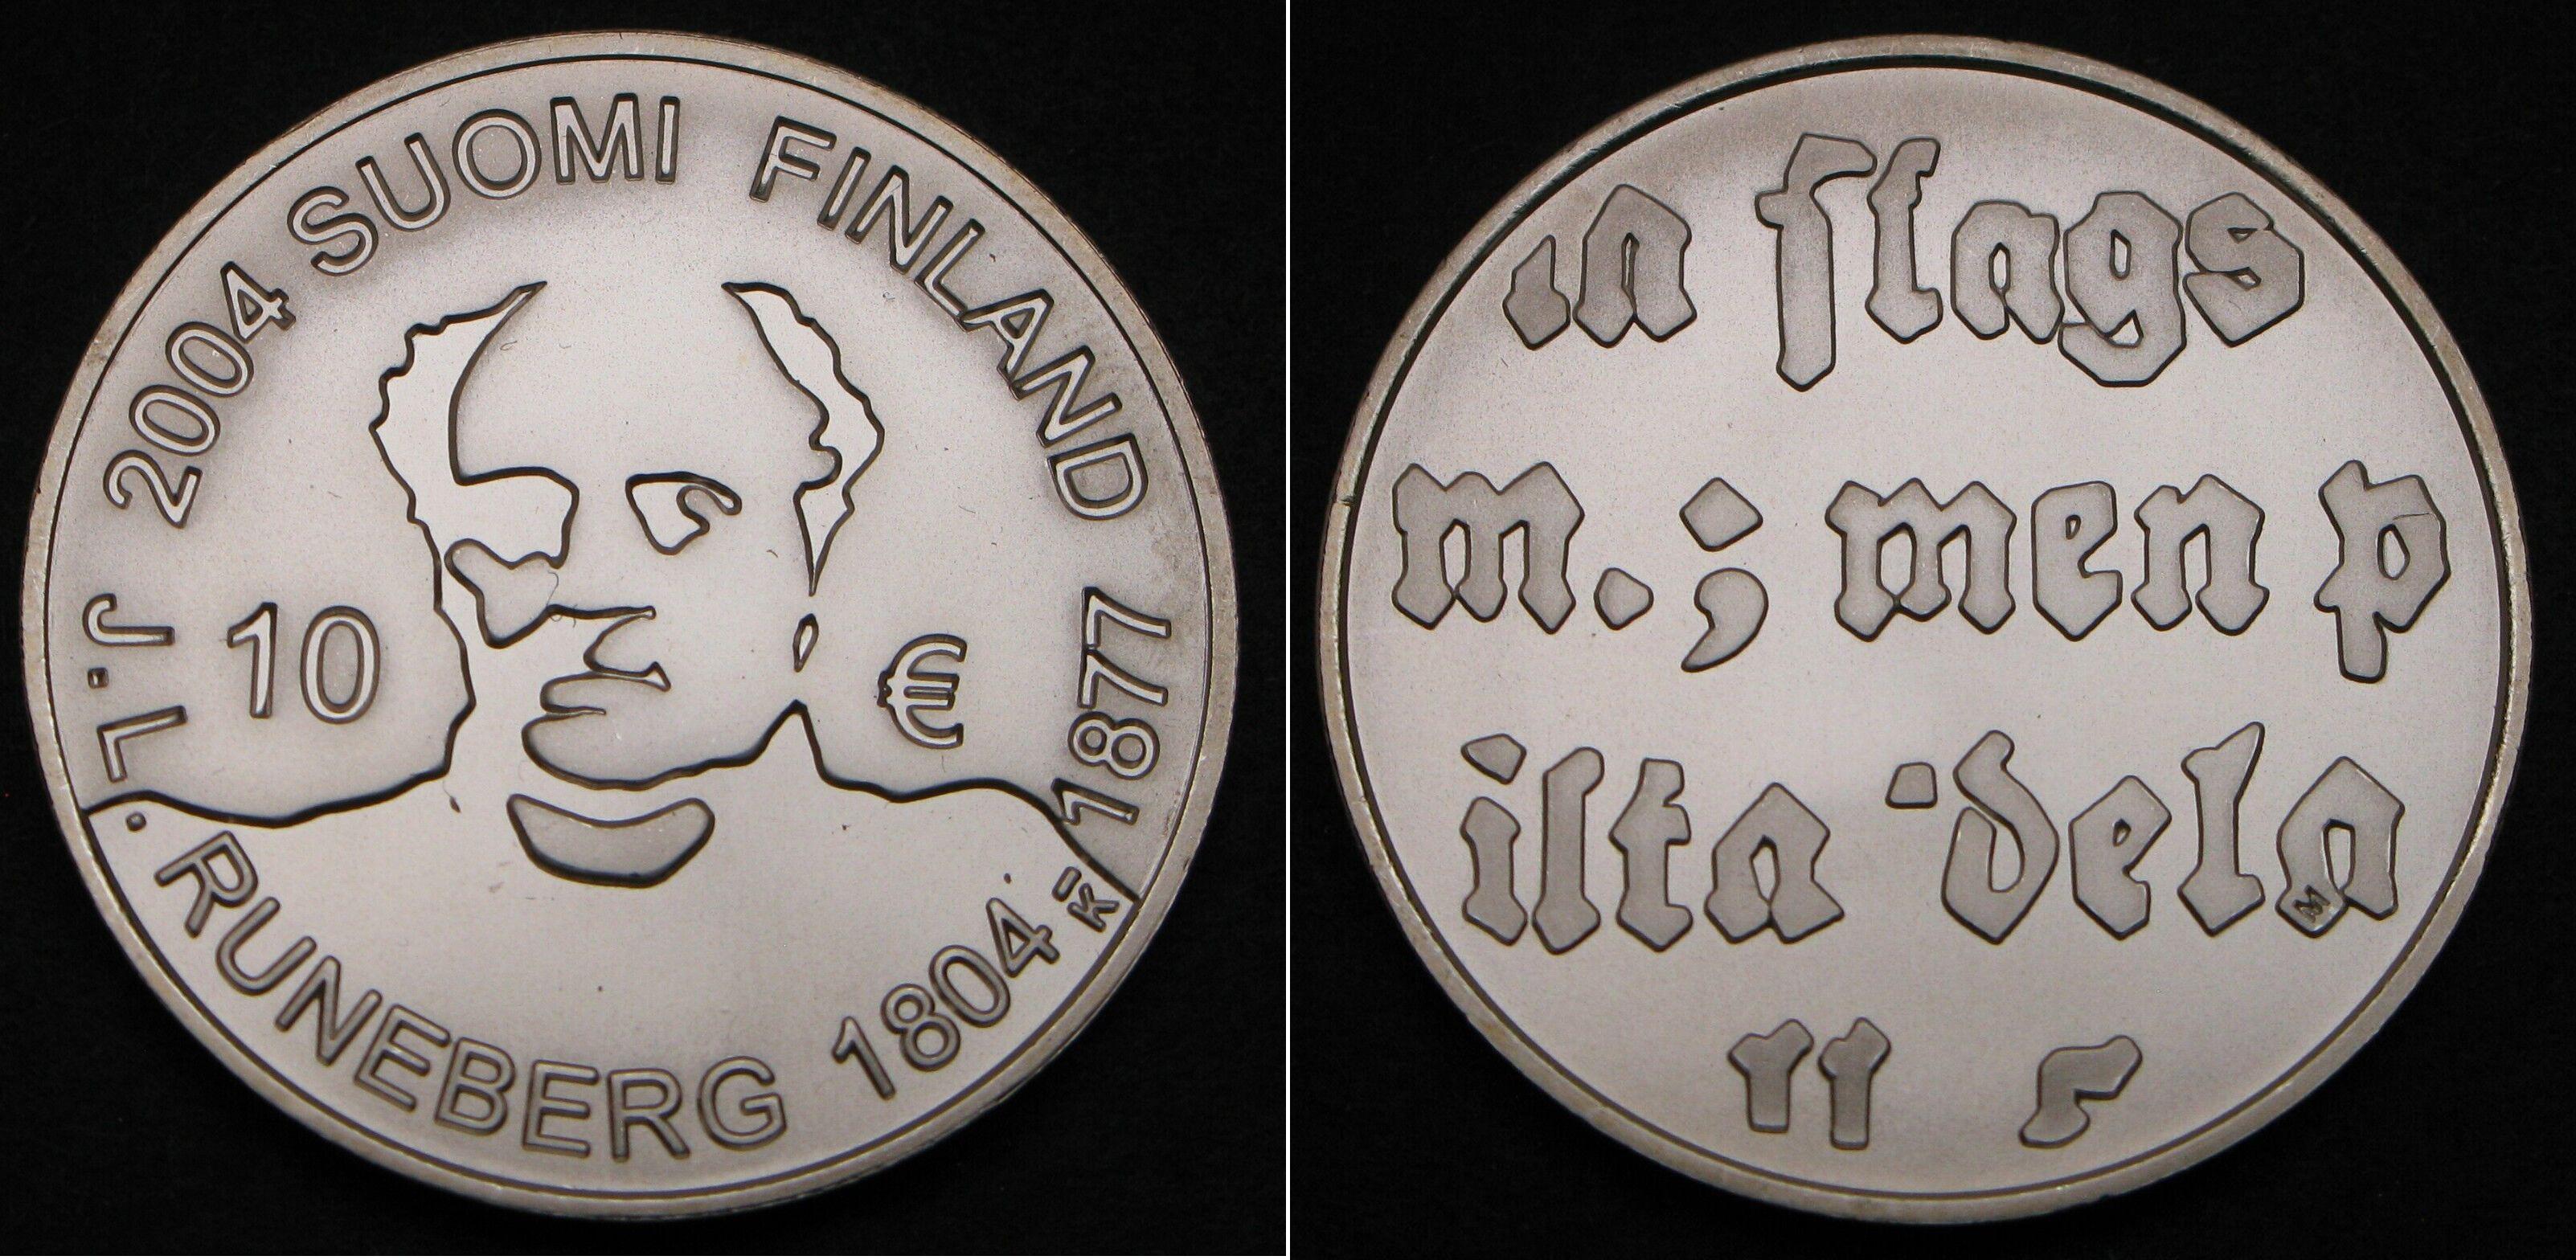 2004 SUOMI FINLAND
10 €
J.L. RUNEBERG 1804 1877
K
in flags
m.; men p
ilta dela
M